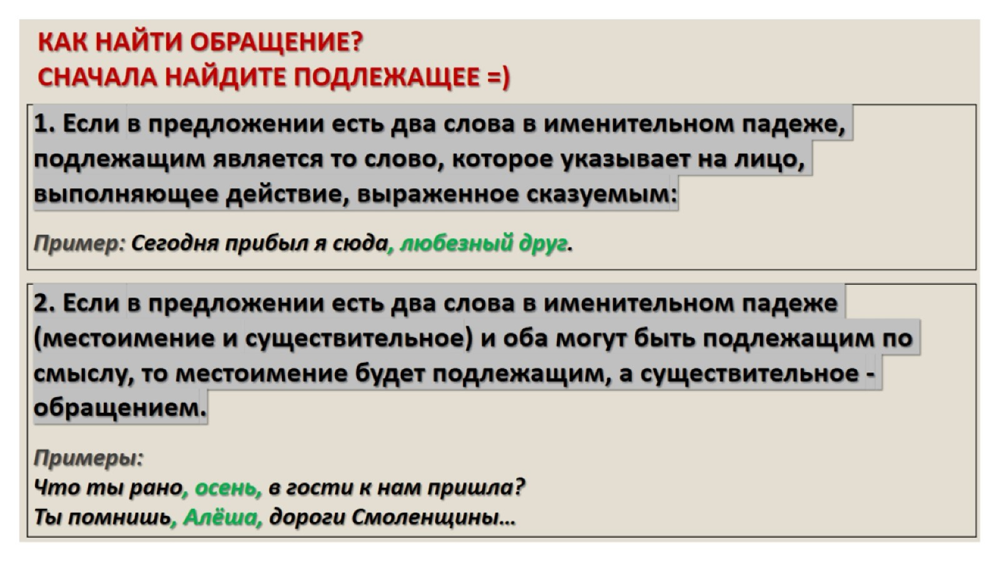 КАК НАЙТИ ОБРАЩЕНИЕ?
СНАЧАЛА НАЙДИТЕ ПОДЛЕЖАЩЕЕ =)
1. Если в предложении есть два слова в именительном падеже,
подлежащим является то слово, которое указывает на лицо,
выполняющее действие, выраженное сказуемым:
Пример: Сегодня прибыл я сюда, любезный друг.
2. Если в предложении есть два слова в именительном падеже
(местоимение и существительное) и оба могут быть подлежащим по
смыслу, то местоимение будет подлежащим, а существительное -
обращением.
Примеры:
Что ты рано, осень, в гости к нам пришла?
Ты помнишь, Алёша, дороги Смоленщины...